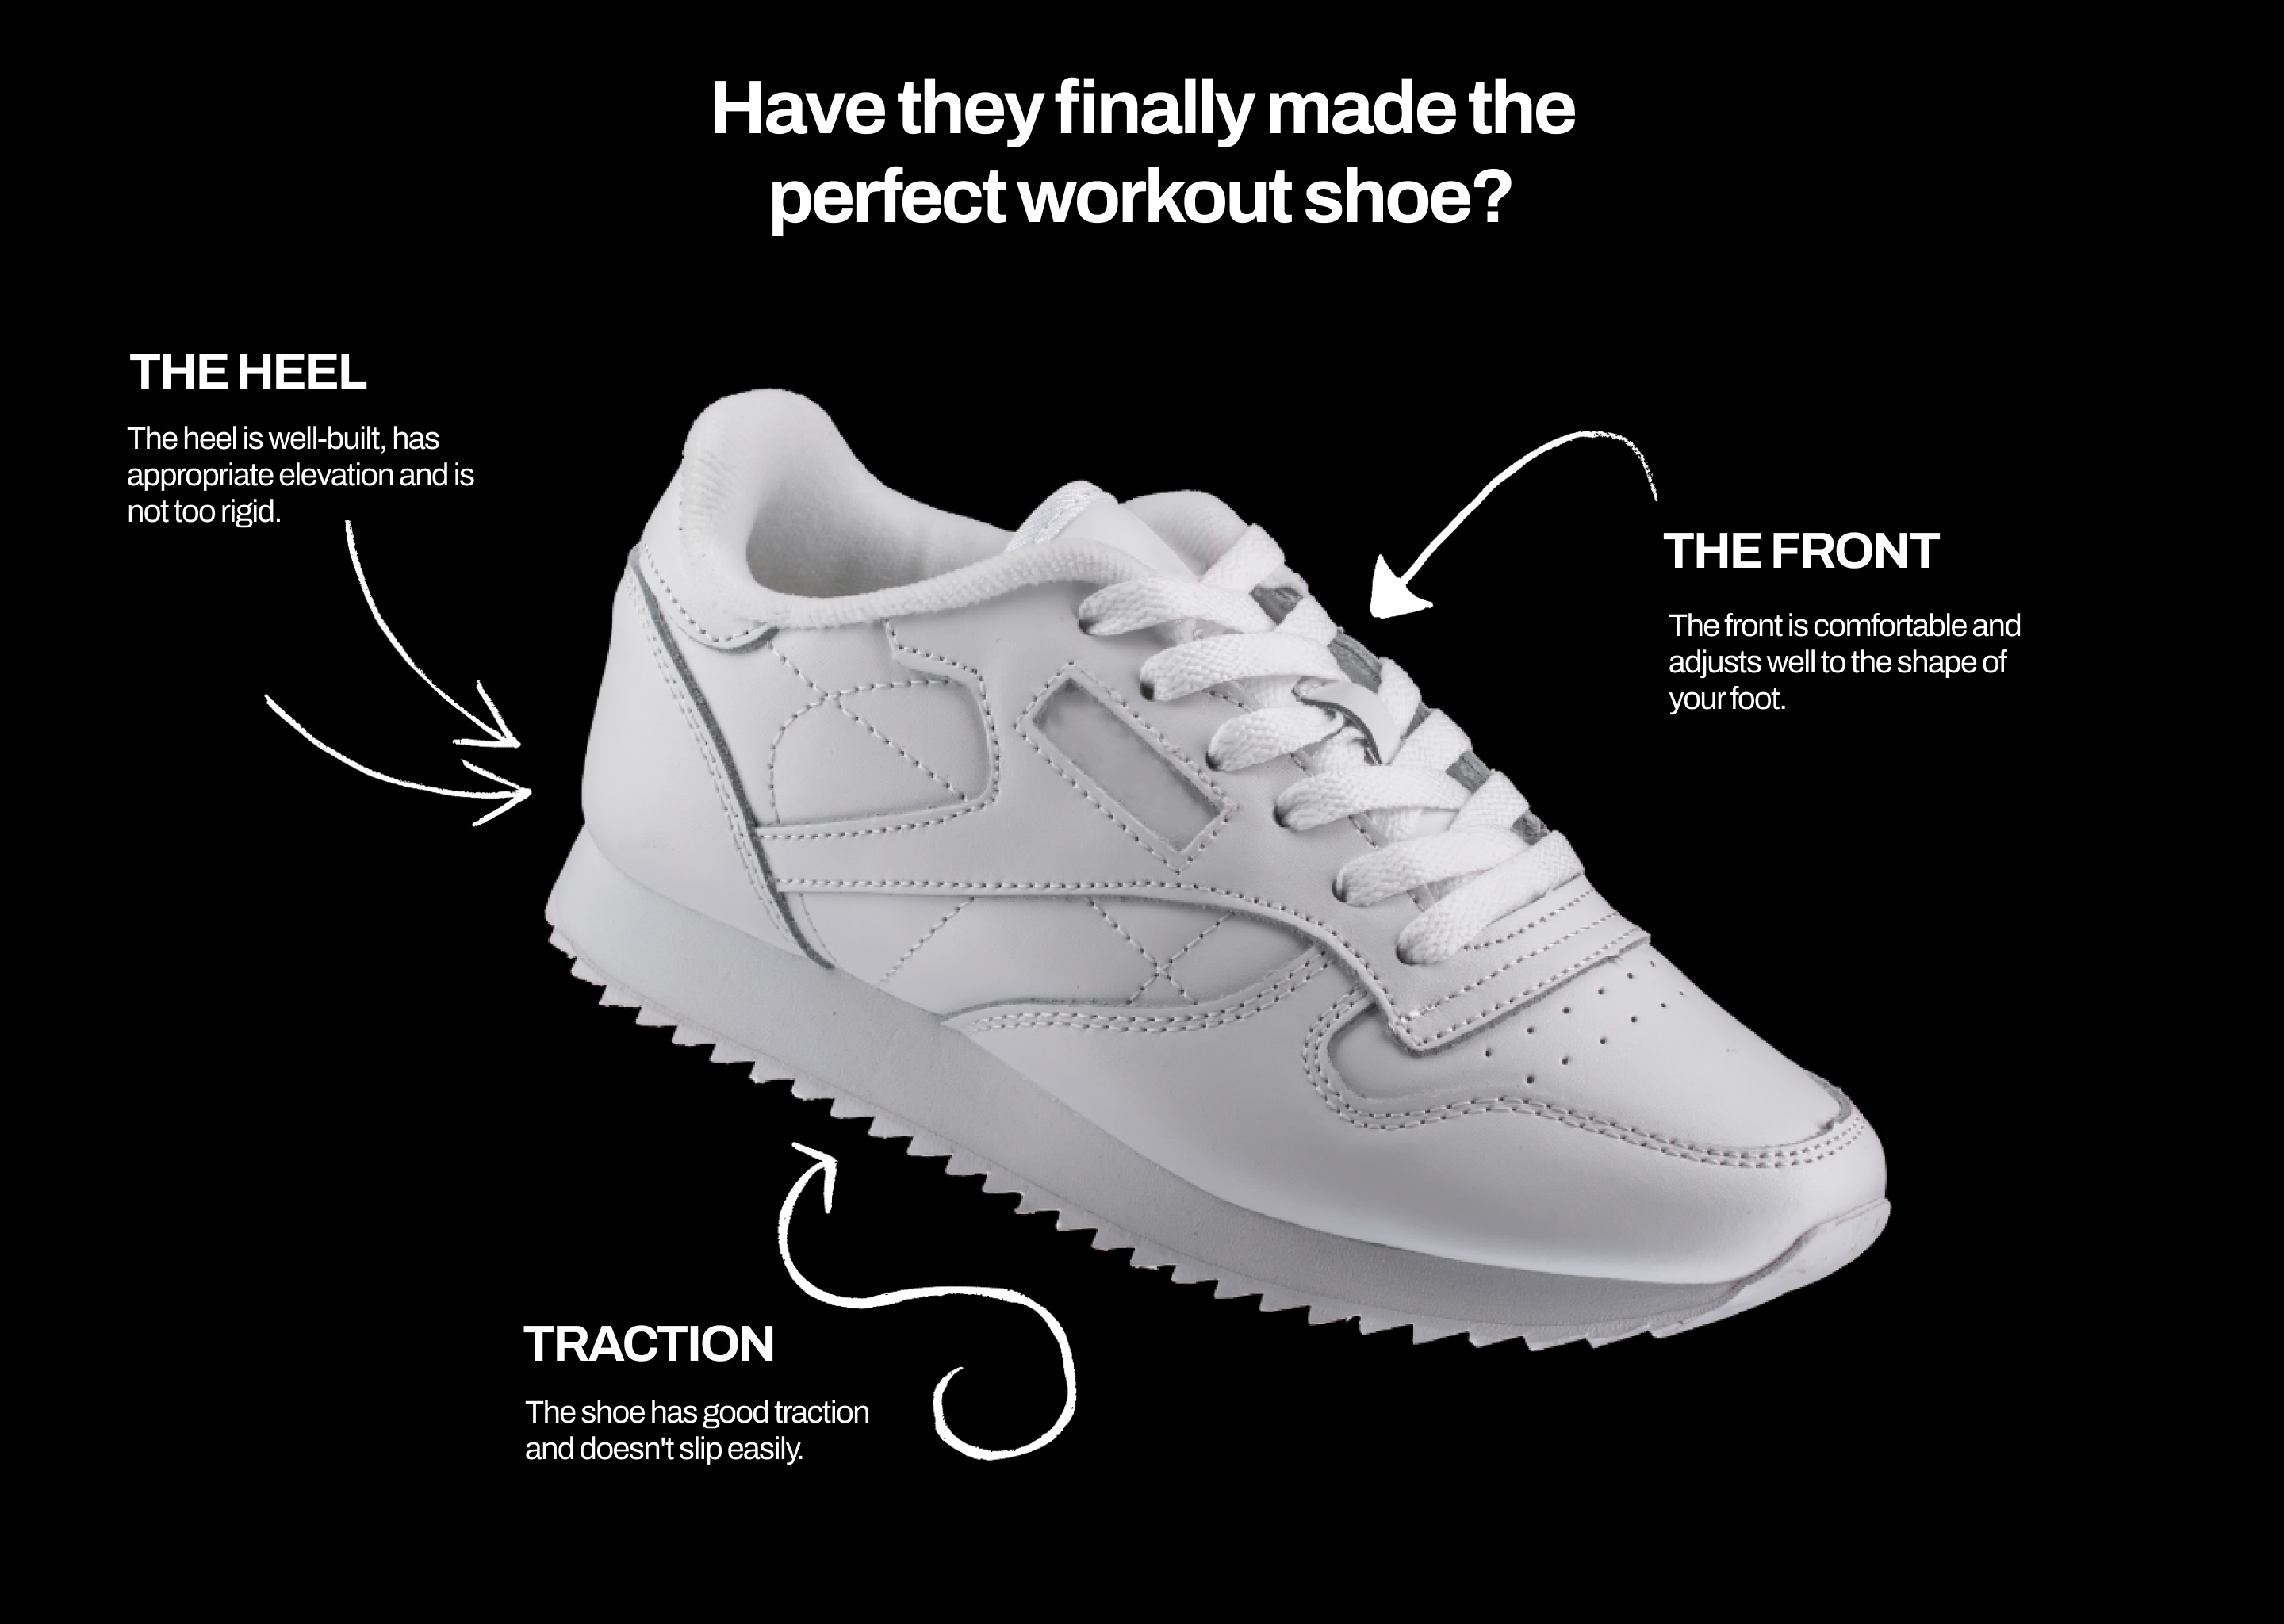 Have they finally made the
perfect workout shoe?
THE HEEL
The heel is well-built, has
appropriate elevation and is
not too rigid.
THE FRONT
The front is comfortable and
adjusts well to the shape of
your foot.
TRACTION
The shoe has good traction
and doesn't slip easily.